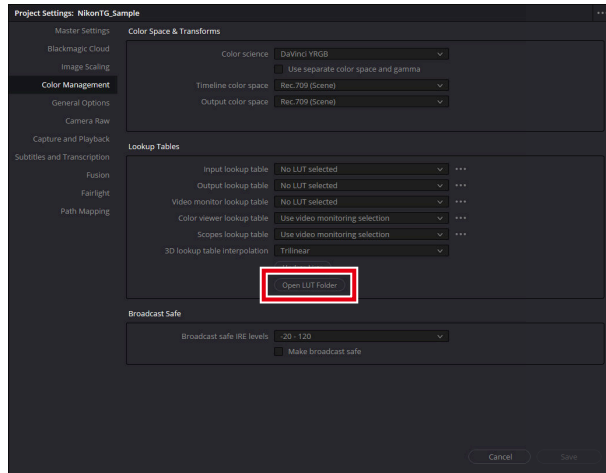 Project Settings: NikonTG_Sample
Master Settings
Blackmagic Cloud
Image Scaling
Color Management
General Options
Camera Raw
Capture and Playback
Subtitles and Transcription
Fusion
Fairlight
Path Mapping
Color Space & Transforms
Color science DaVinci YRGB
Use separate color space and gamma
Timeline color space Rec.709 (Scene)
Output color space Rec.709 (Scene)
Lookup Tables
Input lookup table No LUT selected
Output lookup table No LUT selected
Video monitor lookup table No LUT selected
Color viewer lookup table Use video monitoring selection
Scopes lookup table Use video monitoring selection
3D lookup table interpolation Trilinear
Open LUT Folder
Broadcast Safe
Broadcast safe IRE levels -20 - 120
Make broadcast safe
Cancel Save